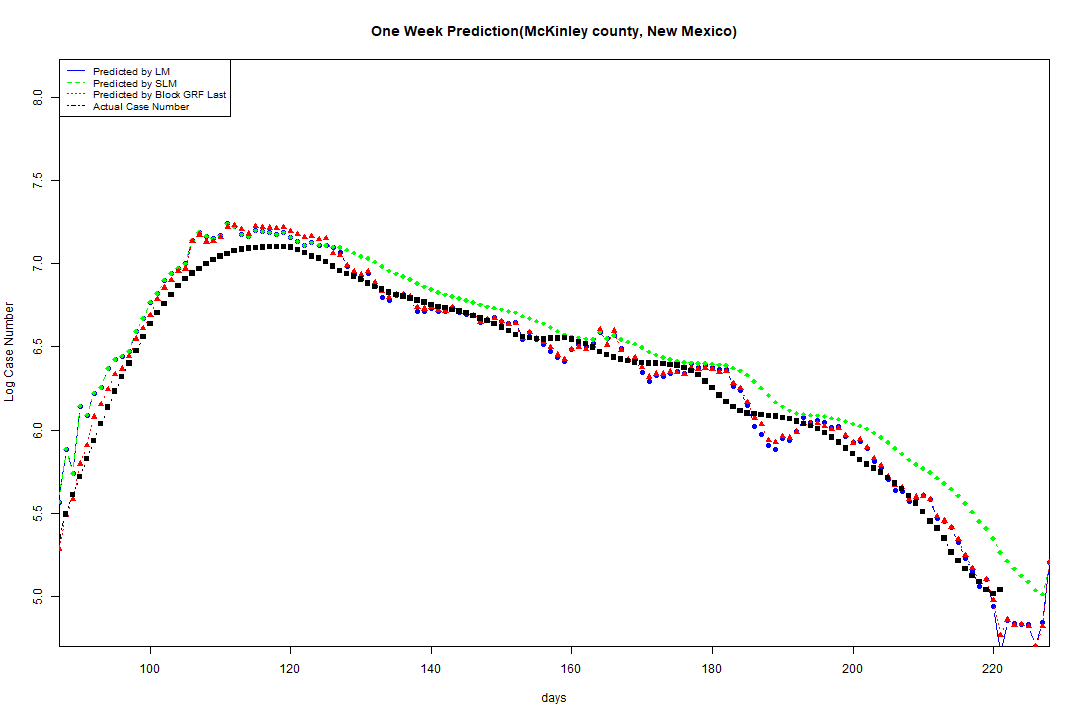 One Week Prediction(McKinley county, New Mexico)
Predicted by LM
Predicted by SLM
Predicted by Block GRF Last
Actual Case Number
8.0
7.5
7.0
6.5
6.0
5.5
5.0
Log Case Number
100 120 140 160 180 200 220
days